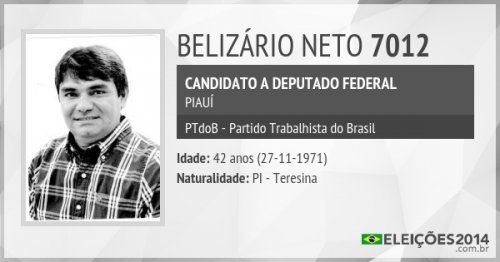 BELIZÁRIO NETO 7012
CANDIDATO A DEPUTADO FEDERAL
PIAUÍ
PTdoB - Partido Trabalhista do Brasil
Idade: 42 anos (27-11-1971)
Naturalidade: PI - Teresina
ELEIÇÕES2014
.com.br